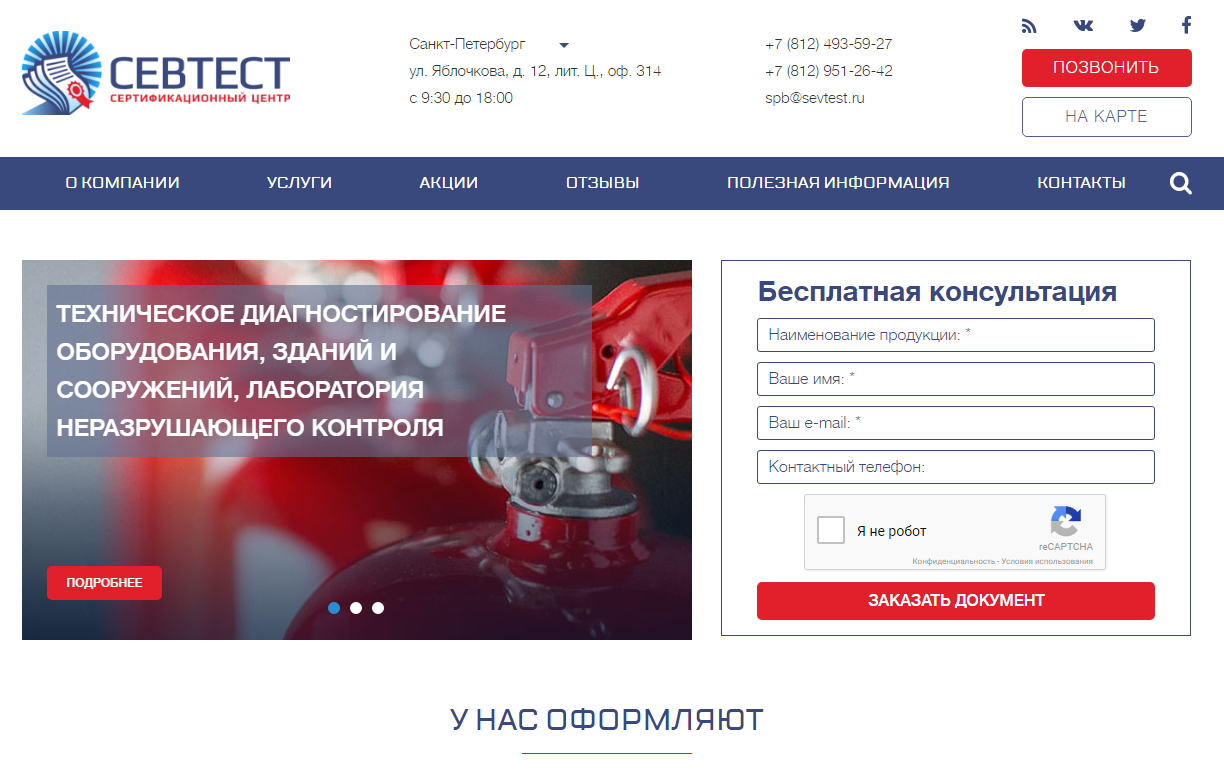 СЕВТЕСТ
СЕРТИФИКАЦИОННЫЙ ЦЕНТР
Санкт-Петербург
ул. Яблочкова, д. 12, лит. Ц., оф. 314
с 9:30 до 18:00
+7 (812) 493-59-27
+7 (812) 951-26-42
spb@sevtest.ru
ПОЗВОНИТЬ
НА КАРТЕ
О КОМПАНИИ
УСЛУГИ
АКЦИИ
ОТЗЫВЫ
ПОЛЕЗНАЯ ИНФОРМАЦИЯ
КОНТАКТЫ
ТЕХНИЧЕСКОЕ ДИАГНОСТИРОВАНИЕ
ОБОРУДОВАНИЯ, ЗДАНИЙ И
СООРУЖЕНИЙ, ЛАБОРАТОРИЯ
НЕРАЗРУШАЮЩЕГО КОНТРОЛЯ
ПОДРОБНЕЕ
Бесплатная консультация
Наименование продукции: *
Ваше имя: *
Ваш e-mail: *
Контактный телефон:
Я не робот
reCAPTCHA
Конфиденциальность - Условия использования
ЗАКАЗАТЬ ДОКУМЕНТ
У НАС ОФОРМЛЯЮТ